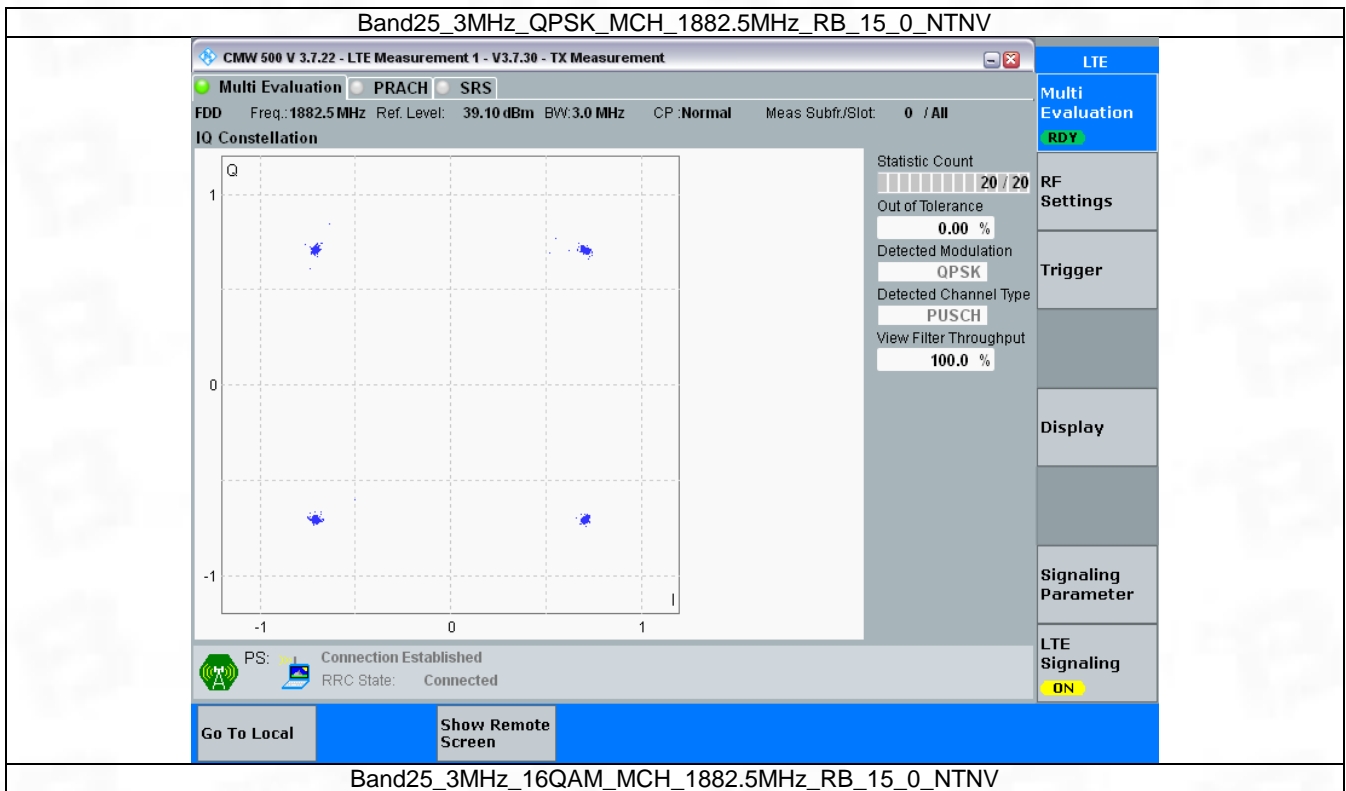 Band25_3MHz_QPSK_MCH_1882.5MHz_RB_15_0_NTNV
CMW 500 V 3.7.22 - LTE Measurement 1 - V3.7.30 - TX Measurement
LTE
Multi Evaluation PRACH SRS
FDD Freq.:1882.5 MHz Ref. Level: 39.10 dBm BW:3.0 MHz CP :Normal Meas Subfr./Slot: 0 / All
IQ Constellation
Q
1
0
-1
I
-1 0 1
Statistic Count
20 / 20
Out of Tolerance
0.00 %
Detected Modulation
QPSK
Detected Channel Type
PUSCH
View Filter Throughput
100.0 %
Multi
Evaluation
RDY
RF
Settings
Trigger
Display
Signaling
Parameter
LTE
Signaling
ON
PS: Connection Established
RRC State: Connected
Go To Local
Show Remote
Screen
Band25_3MHz_16QAM_MCH_1882.5MHz_RB_15_0_NTNV